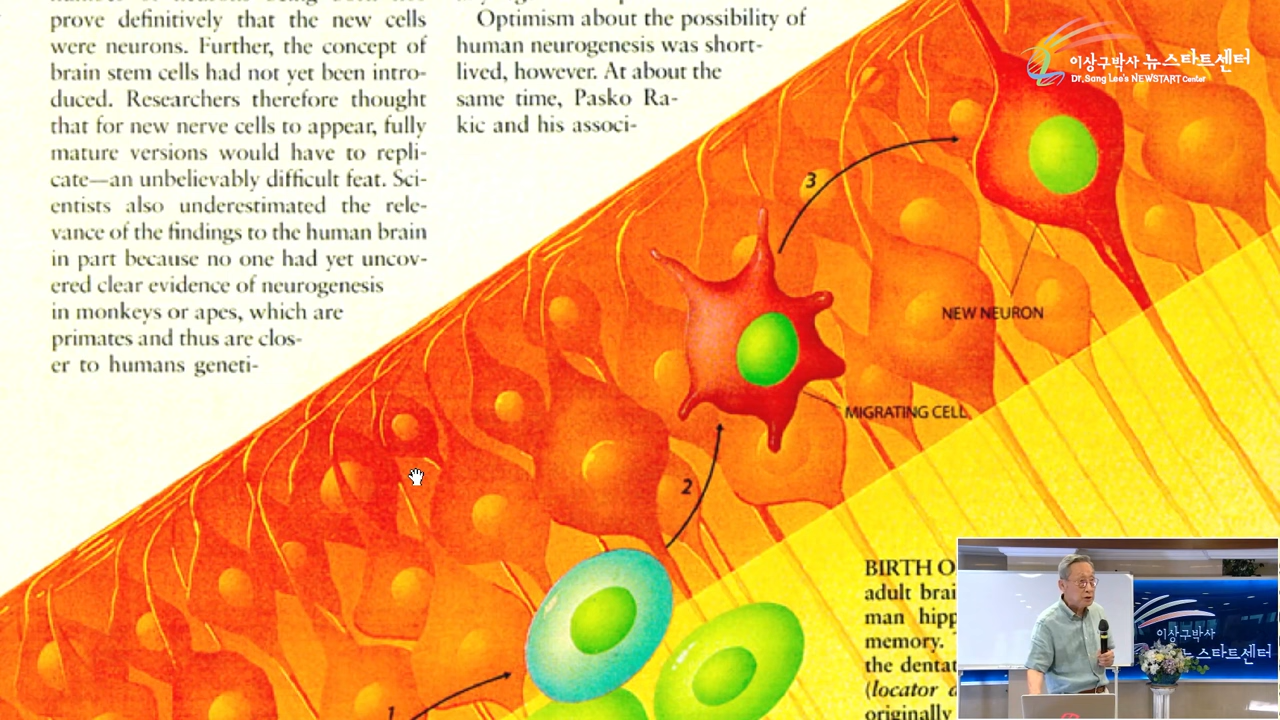 prove definitively that the new cells
were neurons. Further, the concept of
brain stem cells had not yet been intro-
duced. Researchers therefore thought
that for new nerve cells to appear, fully
mature versions would have to repli-
cate—an unbelievably difficult feat. Sci-
entists also underestimated the rele-
vance of the findings to the human brain
in part because no one had yet uncov-
ered clear evidence of neurogenesis
in monkeys or apes, which are
primates and thus are clos-
er to humans geneti-
Optimism about the possibility of
human neurogenesis was short-
lived, however. At about the
same time, Pasko Ra-
kic and his associ-
이상구박사 뉴스타트센터
Dr. Sang Lee's NEWSTART Center
3
NEW NEURON
MIGRATING CELL
2
1
BIRTH O
adult brai
man hipp
memory.
the dentat
(locator
originally
이상구박사
뉴스타트센터